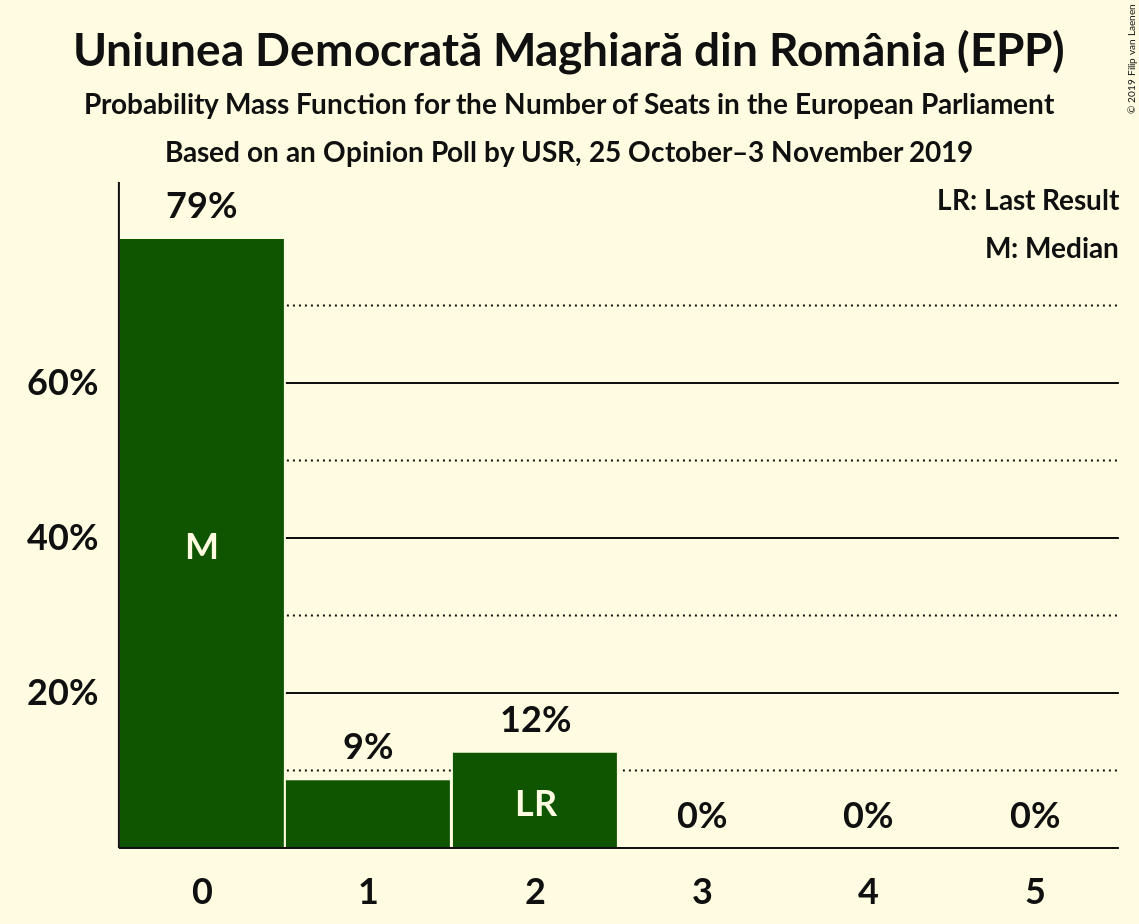 Uniunea Democrată Maghiară din România (EPP)
Probability Mass Function for the Number of Seats in the European Parliament
Based on an Opinion Poll by USR, 25 October–3 November 2019
© 2019 Filip van Laenen
LR: Last Result
M: Median
79%
60%
40%
20%
M
9%
12%
LR
0%
0%
0%
0
1
2
3
4
5